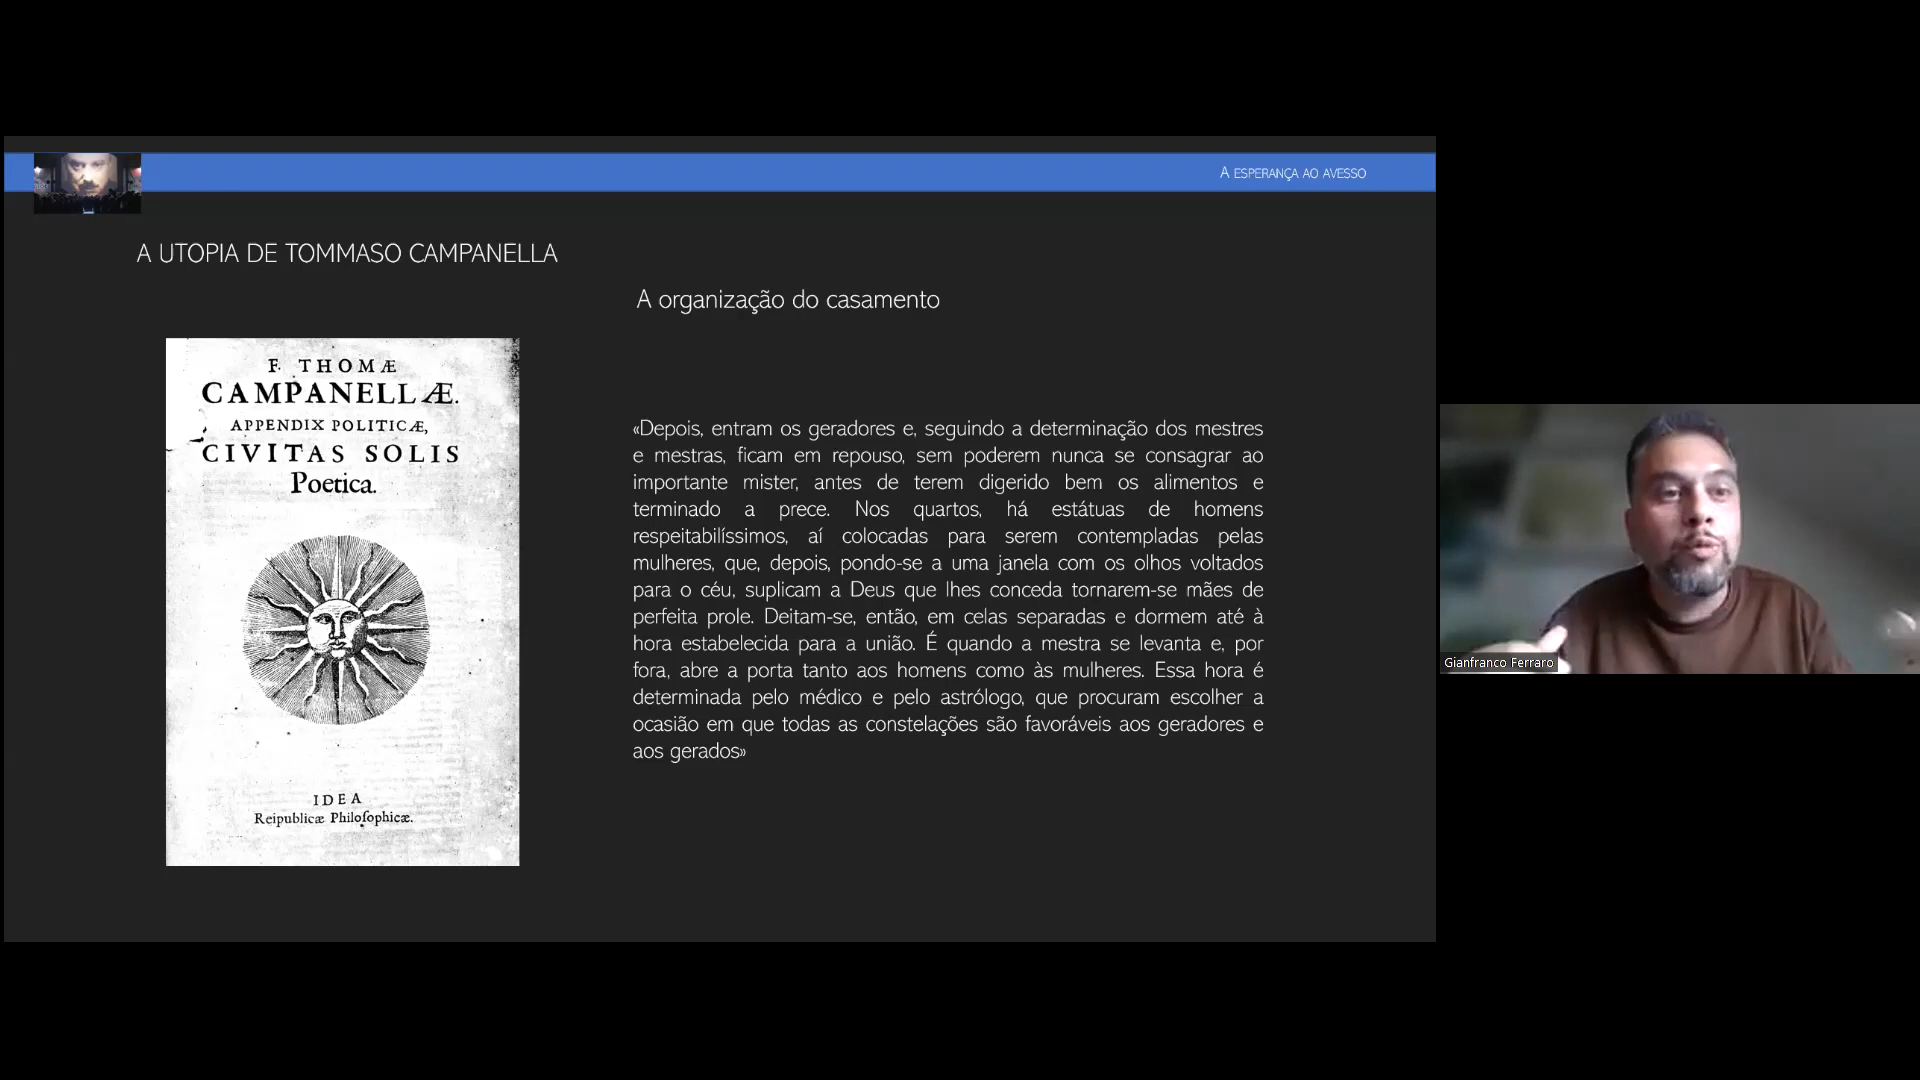 A ESPERANÇA AO AVESSO
A UTOPIA DE TOMMASO CAMPANELLA
A organização do casamento
F. THOMÆ
CAMPANELLÆ.
APPENDIX POLITICÆ,
CIVITAS SOLIS
Poetica.
IDEA
Reipublicæ Philoſophicæ.
«Depois, entram os geradores e, seguindo a determinação dos mestres
e mestras, ficam em repouso, sem poderem nunca se consagrar ao
importante mister, antes de terem digerido bem os alimentos e
terminado a prece. Nos quartos, há estátuas de homens
respeitabilíssimos, aí colocadas para serem contempladas pelas
mulheres, que, depois, pondo-se a uma janela com os olhos voltados
para o céu, suplicam a Deus que lhes conceda tornarem-se mães de
perfeita prole. Deitam-se, então, em celas separadas e dormem até à
hora estabelecida para a união. É quando a mestra se levanta e, por
fora, abre a porta tanto aos homens como às mulheres. Essa hora é
determinada pelo médico e pelo astrólogo, que procuram escolher a
ocasião em que todas as constelações são favoráveis aos geradores e
aos gerados»
Gianfranco Ferraro